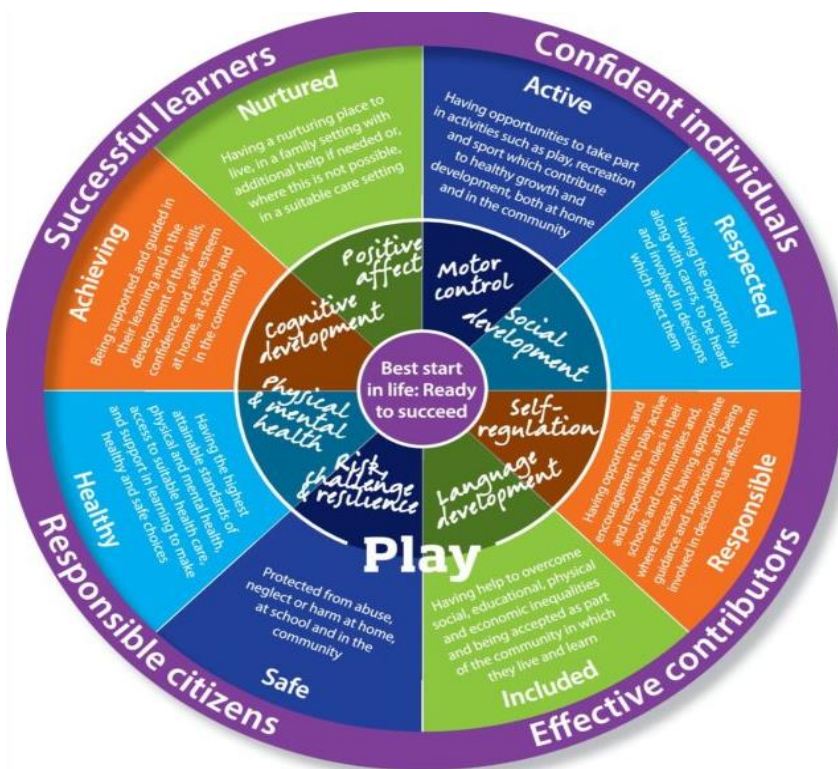 Successful learners
Confident individuals
Effective contributors
Responsible citizens
Nurtured
Having a nurturing place to
live, in a family setting with
additional help if needed or,
where this is not possible,
in a suitable care setting
Active
Having opportunities to take part
in activities such as play, recreation
and sport which contribute
to healthy growth and
development, both at home
and in the community
Respected
Having the opportunity,
along with carers, to be heard
and involved in decisions
which affect them
Responsible
Having opportunities and
encouragement to play active
and responsible roles in their
schools and communities and,
where necessary, having appropriate
guidance and supervision and being
involved in decisions that affect them
Included
Having help to overcome
social, educational, physical
and economic inequalities
and being accepted as part
of the community in which
they live and learn
Safe
Protected from abuse,
neglect or harm at home,
at school and in the
community
Healthy
Having the highest
attainable standards of
physical and mental health,
access to suitable health care,
and support in learning to make
healthy and safe choices
Achieving
Being supported and guided in
their learning and in the
development of their skills,
confidence and self-esteem
at home, at school and
in the community
Positive
affect
Motor
control
Social
development
Self-
regulation
Language
development
Risk,
challenge
& resilience
Physical
& mental
health
Cognitive
development
Best start
in life: Ready
to succeed
Play